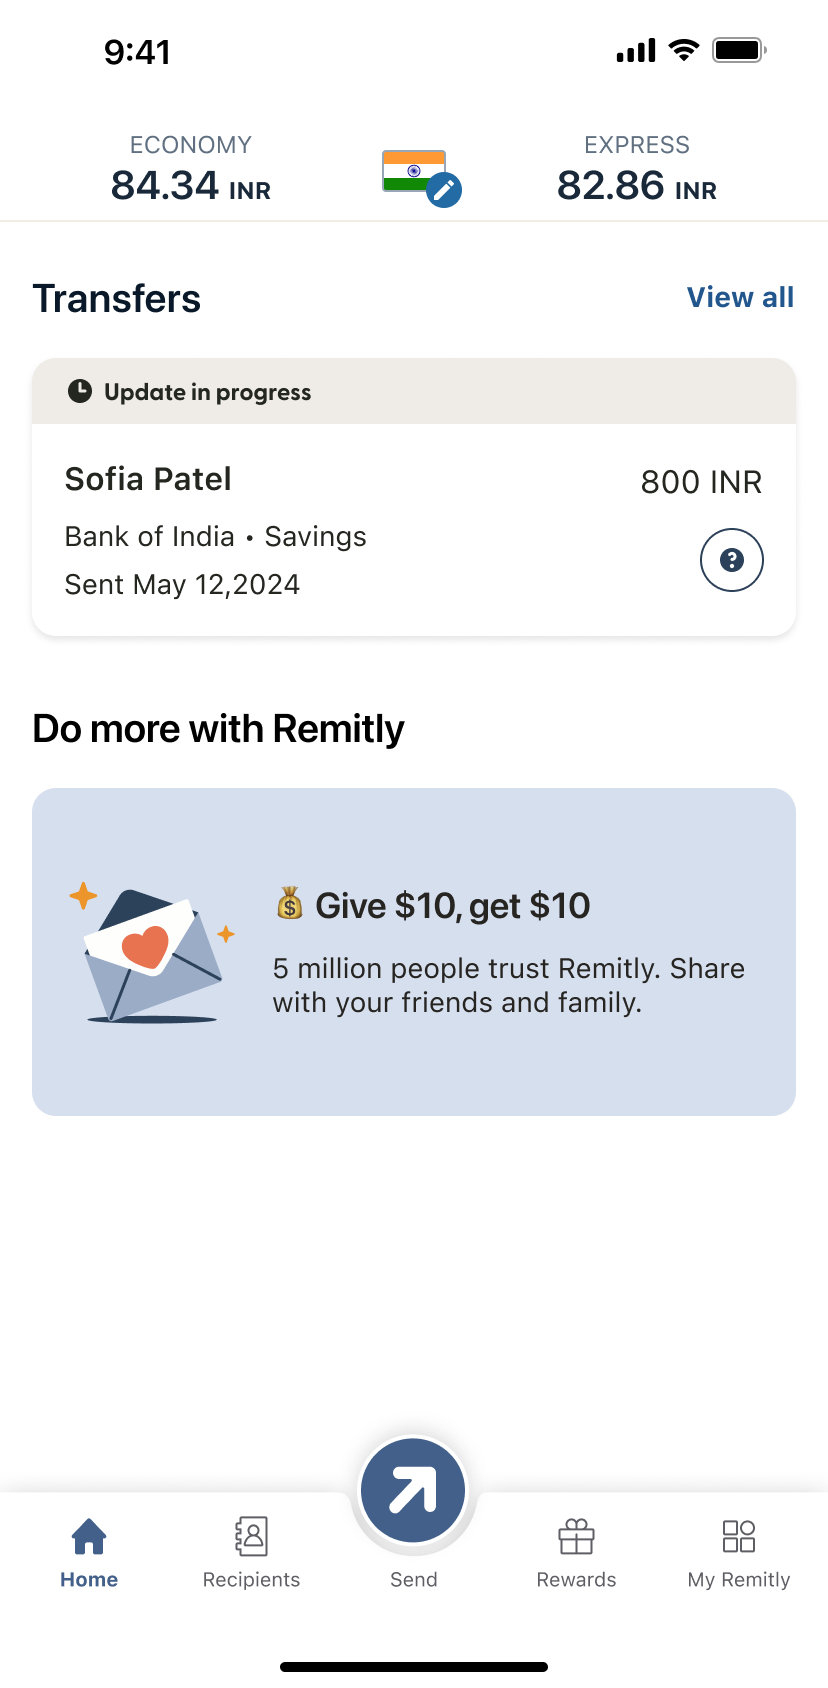 9:41
ECONOMY
84.34 INR
EXPRESS
82.86 INR
Transfers
View all
Update in progress
Sofia Patel
800 INR
Bank of India • Savings
Sent May 12,2024
?
Do more with Remitly
💰 Give $10, get $10
5 million people trust Remitly. Share
with your friends and family.
Home
Recipients
Send
Rewards
My Remitly